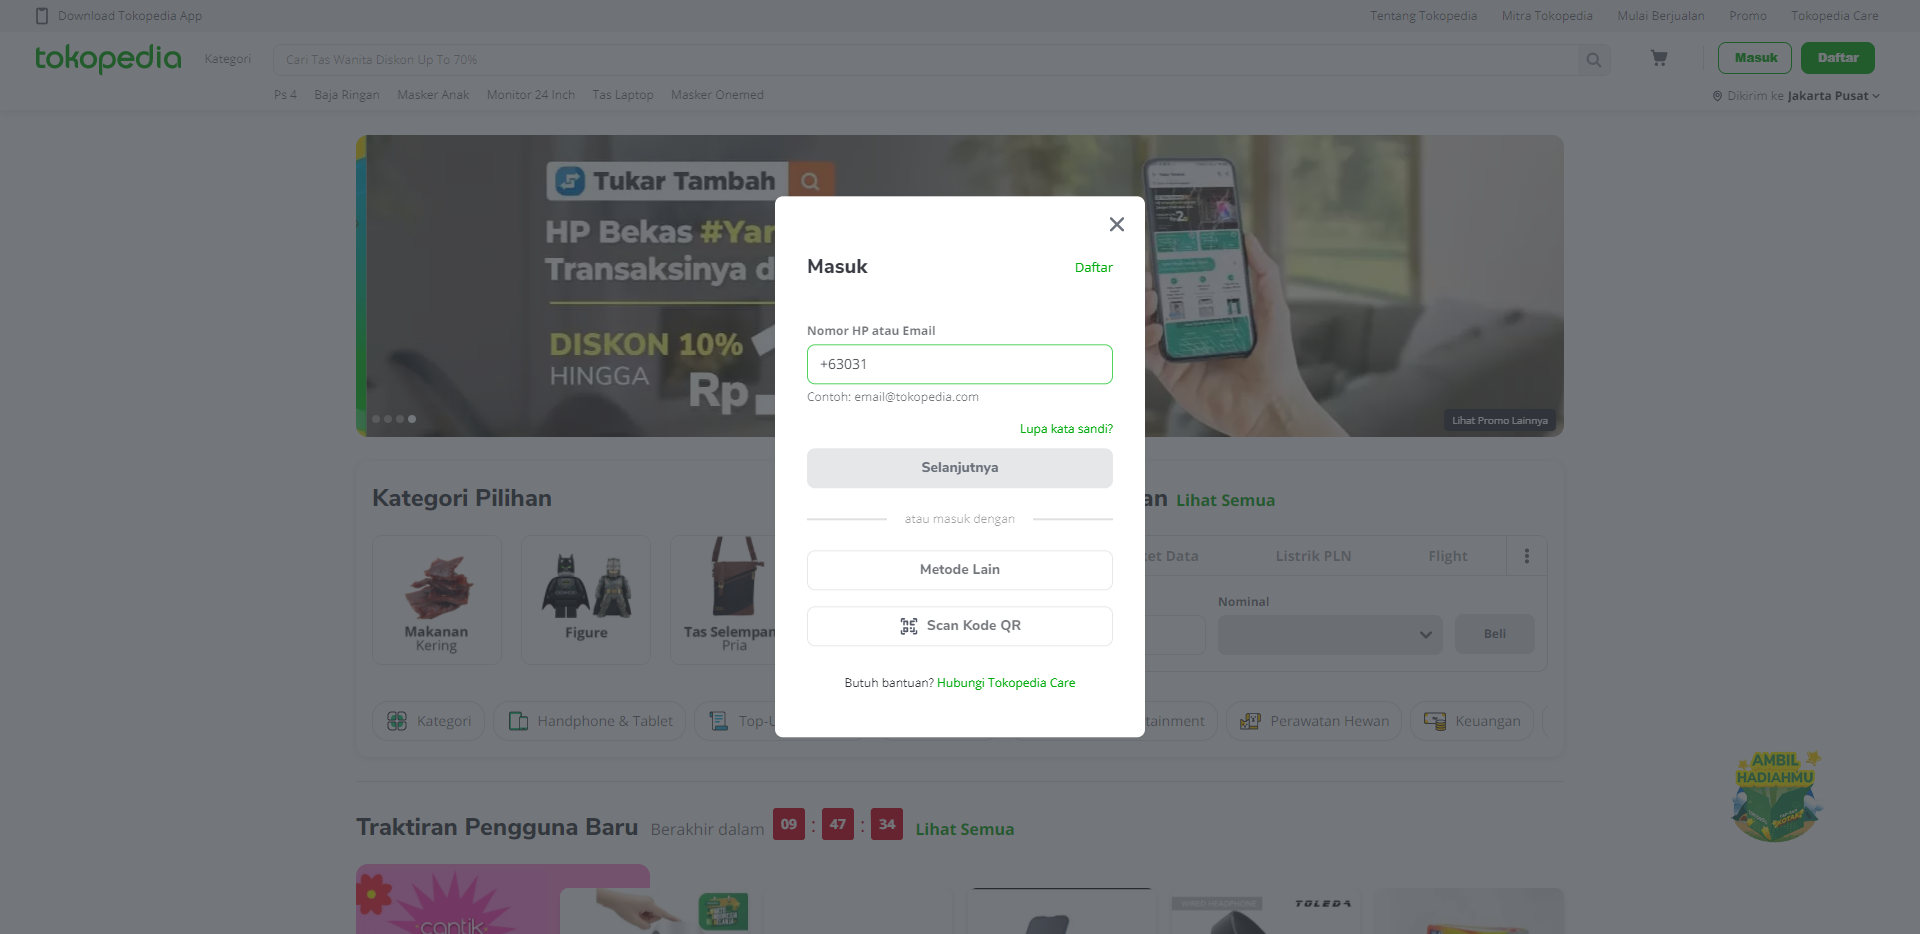 Download Tokopedia App
Tentang Tokopedia
Mitra Tokopedia
Mulai Berjualan
Promo
Tokopedia Care
tokopedia
Kategori
Cari Tas Wanita Diskon Up To 70%
Masuk
Daftar
Ps 4
Baja Ringan
Masker Anak
Monitor 24 Inch
Tas Laptop
Masker Onemed
Dikirim ke Jakarta Pusat
Tukar Tambah
HP Bekas
Transaksinya
DISKON 10%
HINGGA
Rp
Lihat Promo Lainnya
Masuk
Daftar
Nomor HP atau Email
+63031
Contoh: email@tokopedia.com
Lupa kata sandi?
Selanjutnya
atau masuk dengan
Metode Lain
Scan Kode QR
Butuh bantuan? Hubungi Tokopedia Care
Kategori Pilihan
Lihat Semua
Makanan
Kering
Figure
Tas Selempan
Pria
Data
Listrik PLN
Flight
Nominal
Beli
Kategori
Handphone & Tablet
Top-U
tainment
Perawatan Hewan
Keuangan
AMBIL
HADIAHMU
Traktiran Pengguna Baru
Berakhir dalam
09 : 47 : 34
Lihat Semua
cantik
WIRED HEADPHONE
TOLEDA